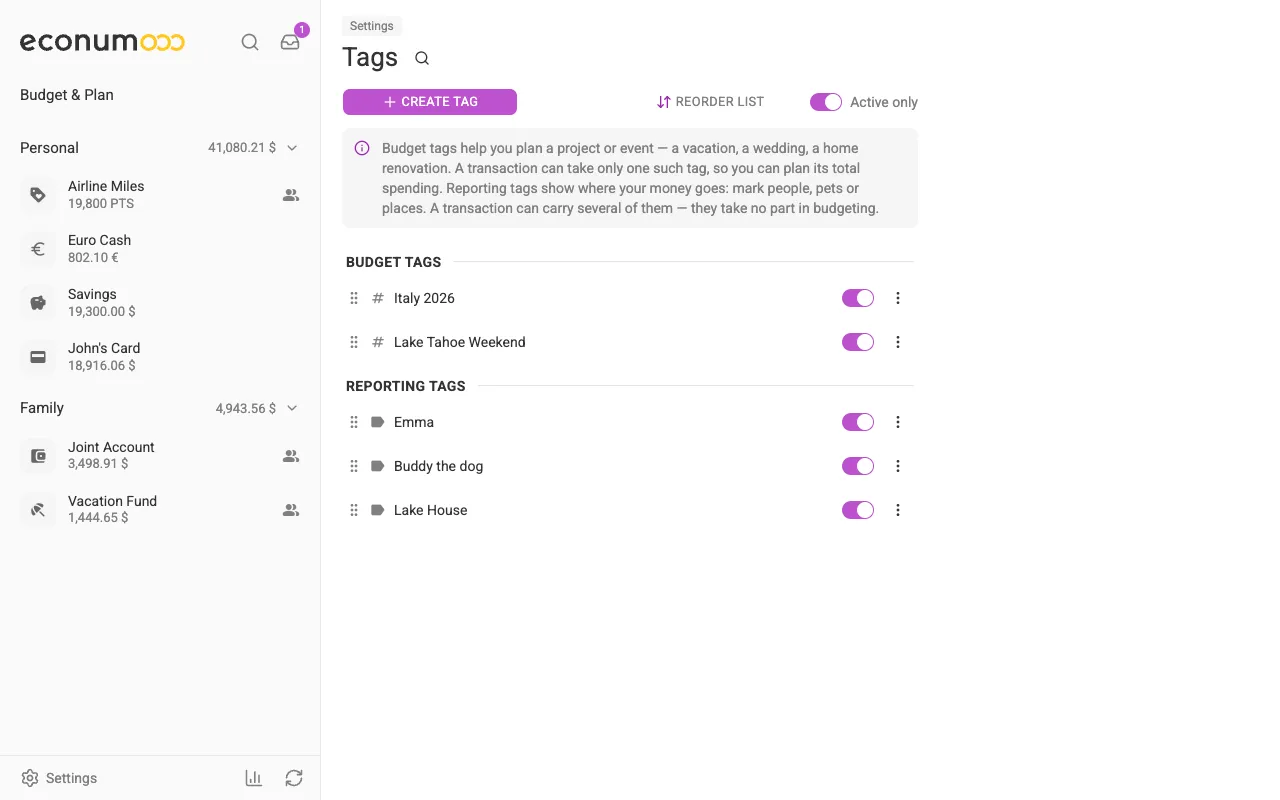 econumo
1
Budget & Plan
Personal 41,080.21 $
Airline Miles
19,800 PTS
Euro Cash
802.10 €
Savings
19,300.00 $
John's Card
18,916.06 $
Family 4,943.56 $
Joint Account
3,498.91 $
Vacation Fund
1,444.65 $
Settings
Settings
Tags
CREATE TAG
REORDER LIST
Active only
Budget tags help you plan a project or event — a vacation, a wedding, a home
renovation. A transaction can take only one such tag, so you can plan its total
spending. Reporting tags show where your money goes: mark people, pets or
places. A transaction can carry several of them — they take no part in budgeting.
BUDGET TAGS
# Italy 2026
# Lake Tahoe Weekend
REPORTING TAGS
Emma
Buddy the dog
Lake House